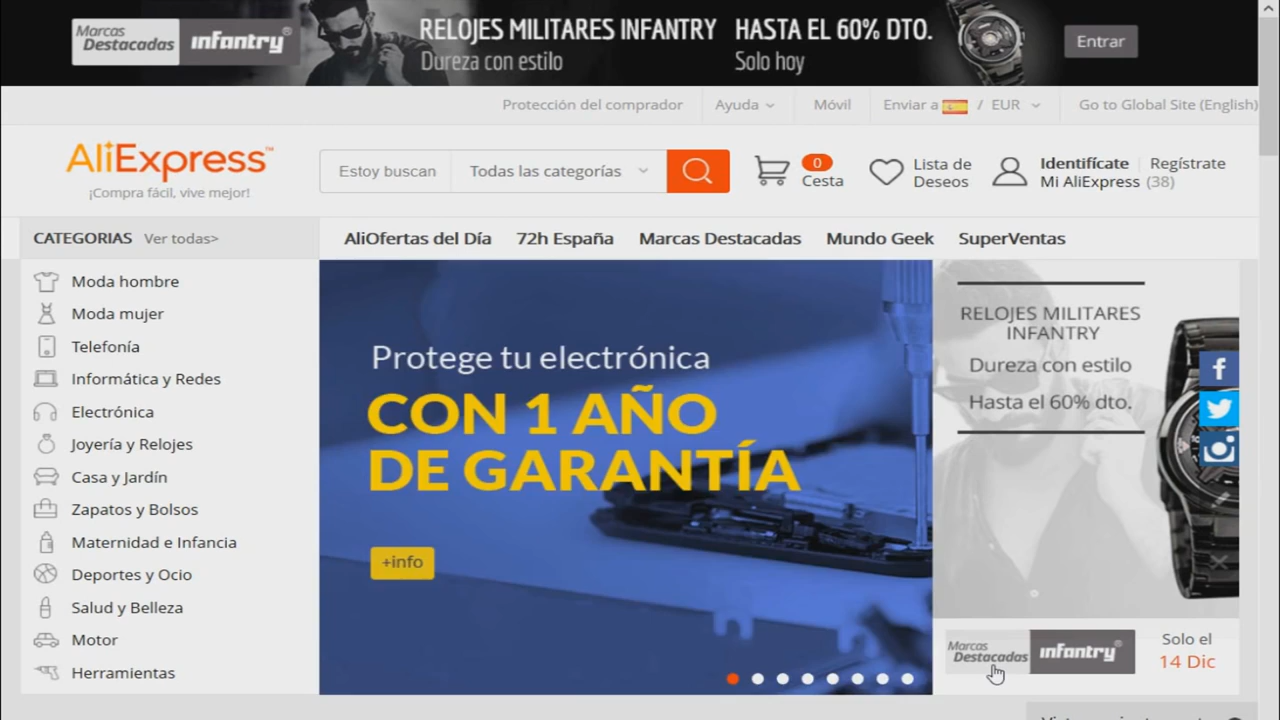 Marcas
Destacadas
infantry®
RELOJES MILITARES INFANTRY
Dureza con estilo
HASTA EL 60% DTO.
Solo hoy
Entrar
Protección del comprador
Ayuda
Móvil
Enviar a / EUR
Go to Global Site (English)
AliExpress™
¡Compra fácil, vive mejor!
Estoy buscan
Todas las categorías
0
Cesta
Lista de
Deseos
Identifícate
Regístrate
Mi AliExpress (38)
CATEGORIAS Ver todas>
AliOfertas del Día
72h España
Marcas Destacadas
Mundo Geek
SuperVentas
Moda hombre
Moda mujer
Telefonía
Informática y Redes
Electrónica
Joyería y Relojes
Casa y Jardín
Zapatos y Bolsos
Maternidad e Infancia
Deportes y Ocio
Salud y Belleza
Motor
Herramientas
Protege tu electrónica
CON 1 AÑO
DE GARANTÍA
+info
RELOJES MILITARES
INFANTRY
Dureza con estilo
Hasta el 60% dto.
Marcas
Destacadas
infantry®
Solo el
14 Dic